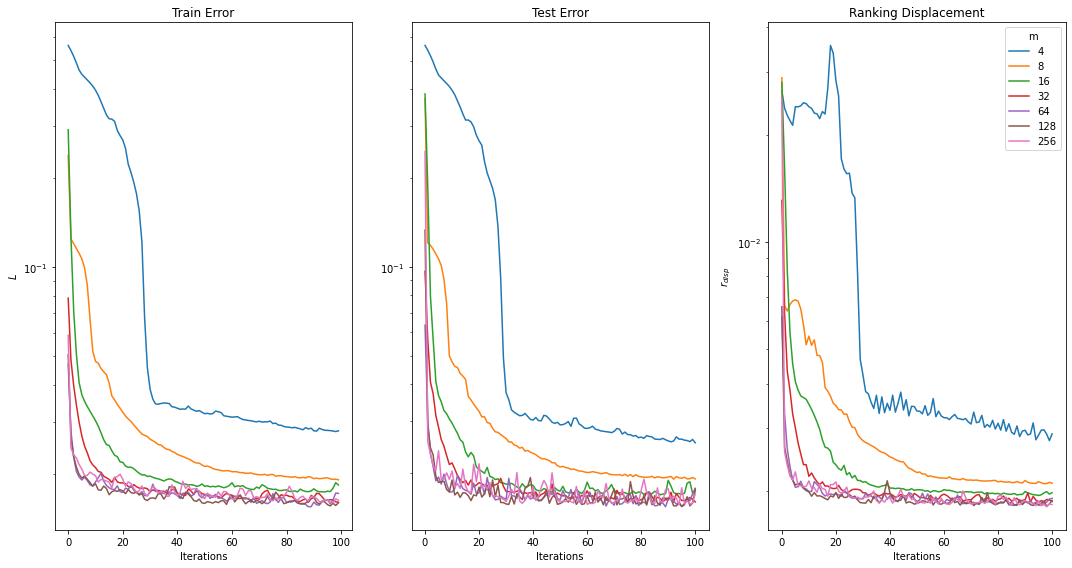 Train Error
L
10⁻¹
0 20 40 60 80 100
Iterations
Test Error
10⁻¹
0 20 40 60 80 100
Iterations
Ranking Displacement
r_disp
10⁻²
0 20 40 60 80 100
Iterations
m
4
8
16
32
64
128
256